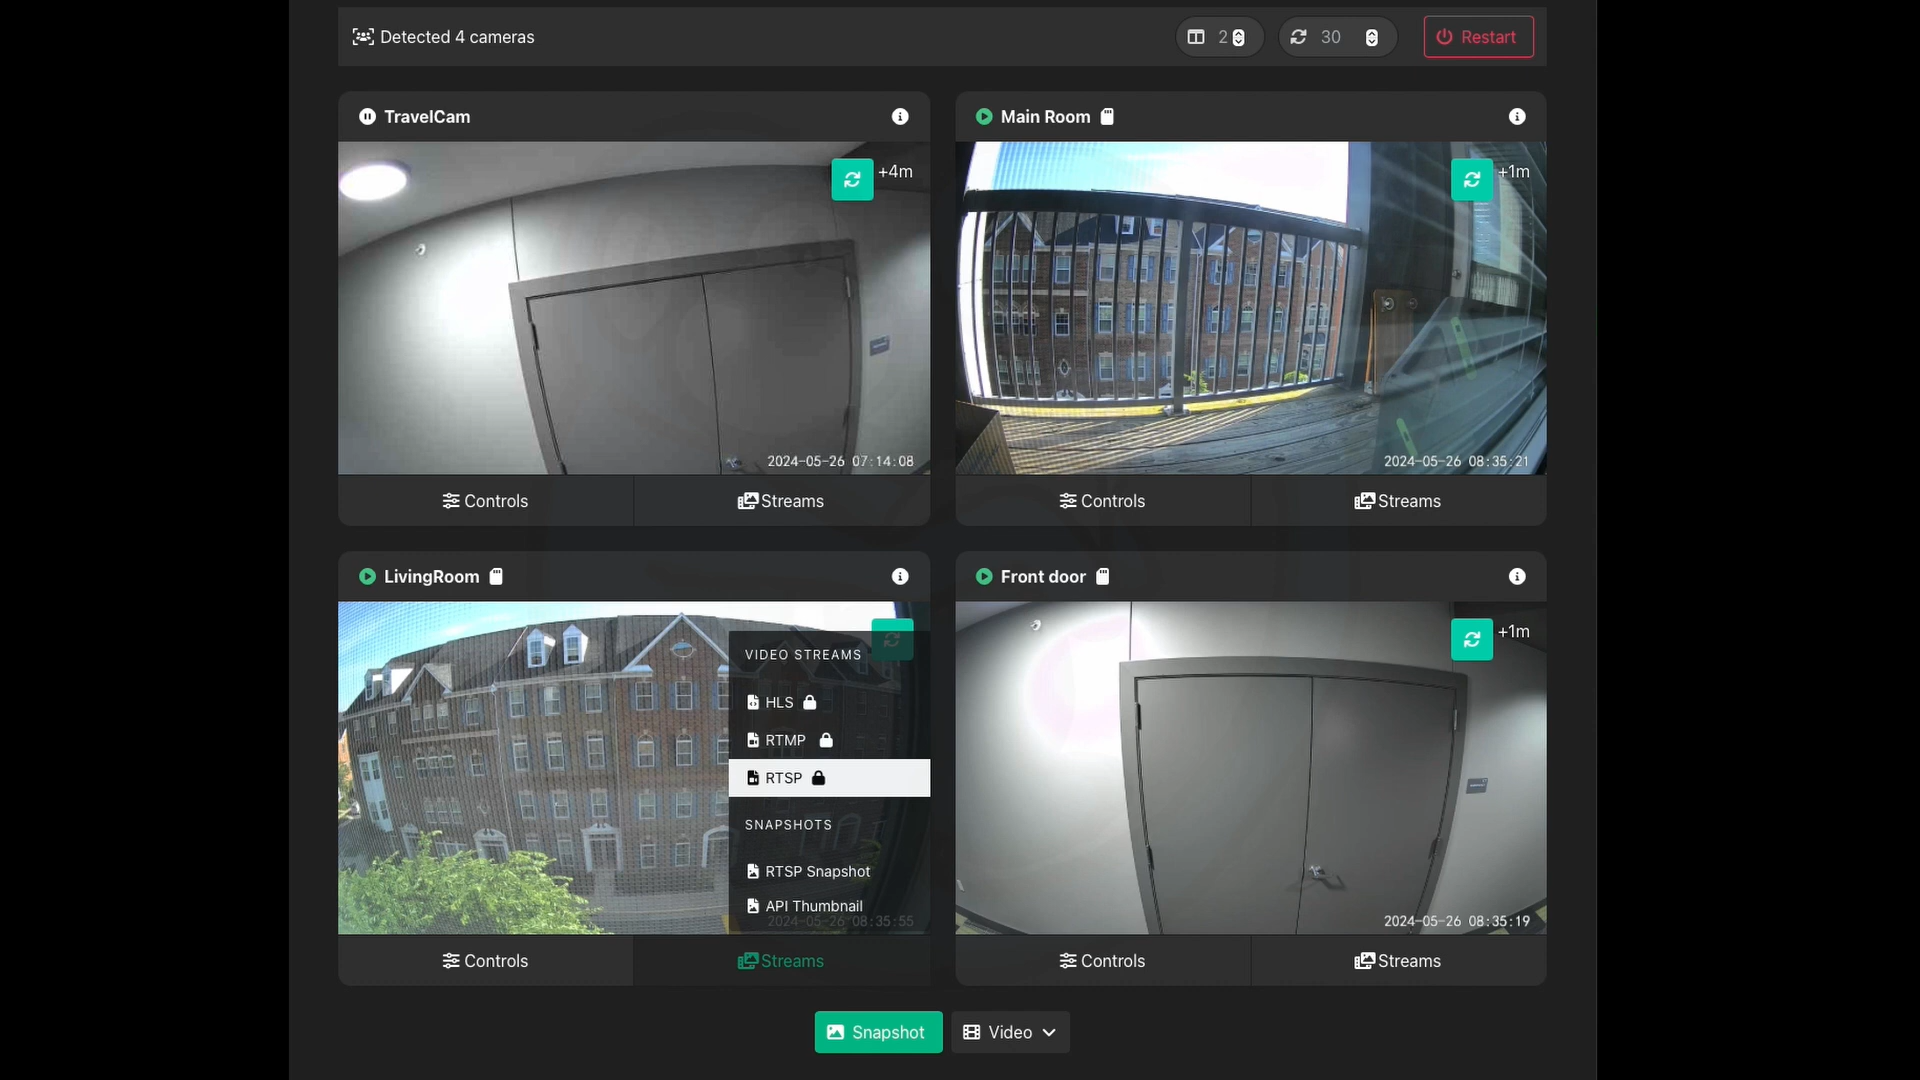 Detected 4 cameras
2
30
Restart
TravelCam
+4m
2024-05-26 07:14:08
Controls
Streams
Main Room
+1m
2024-05-26 08:35:21
Controls
Streams
LivingRoom
VIDEO STREAMS
HLS
RTMP
RTSP
SNAPSHOTS
RTSP Snapshot
API Thumbnail
2024-05-26 08:35:55
Controls
Streams
Front door
+1m
2024-05-26 08:35:19
Controls
Streams
Snapshot
Video